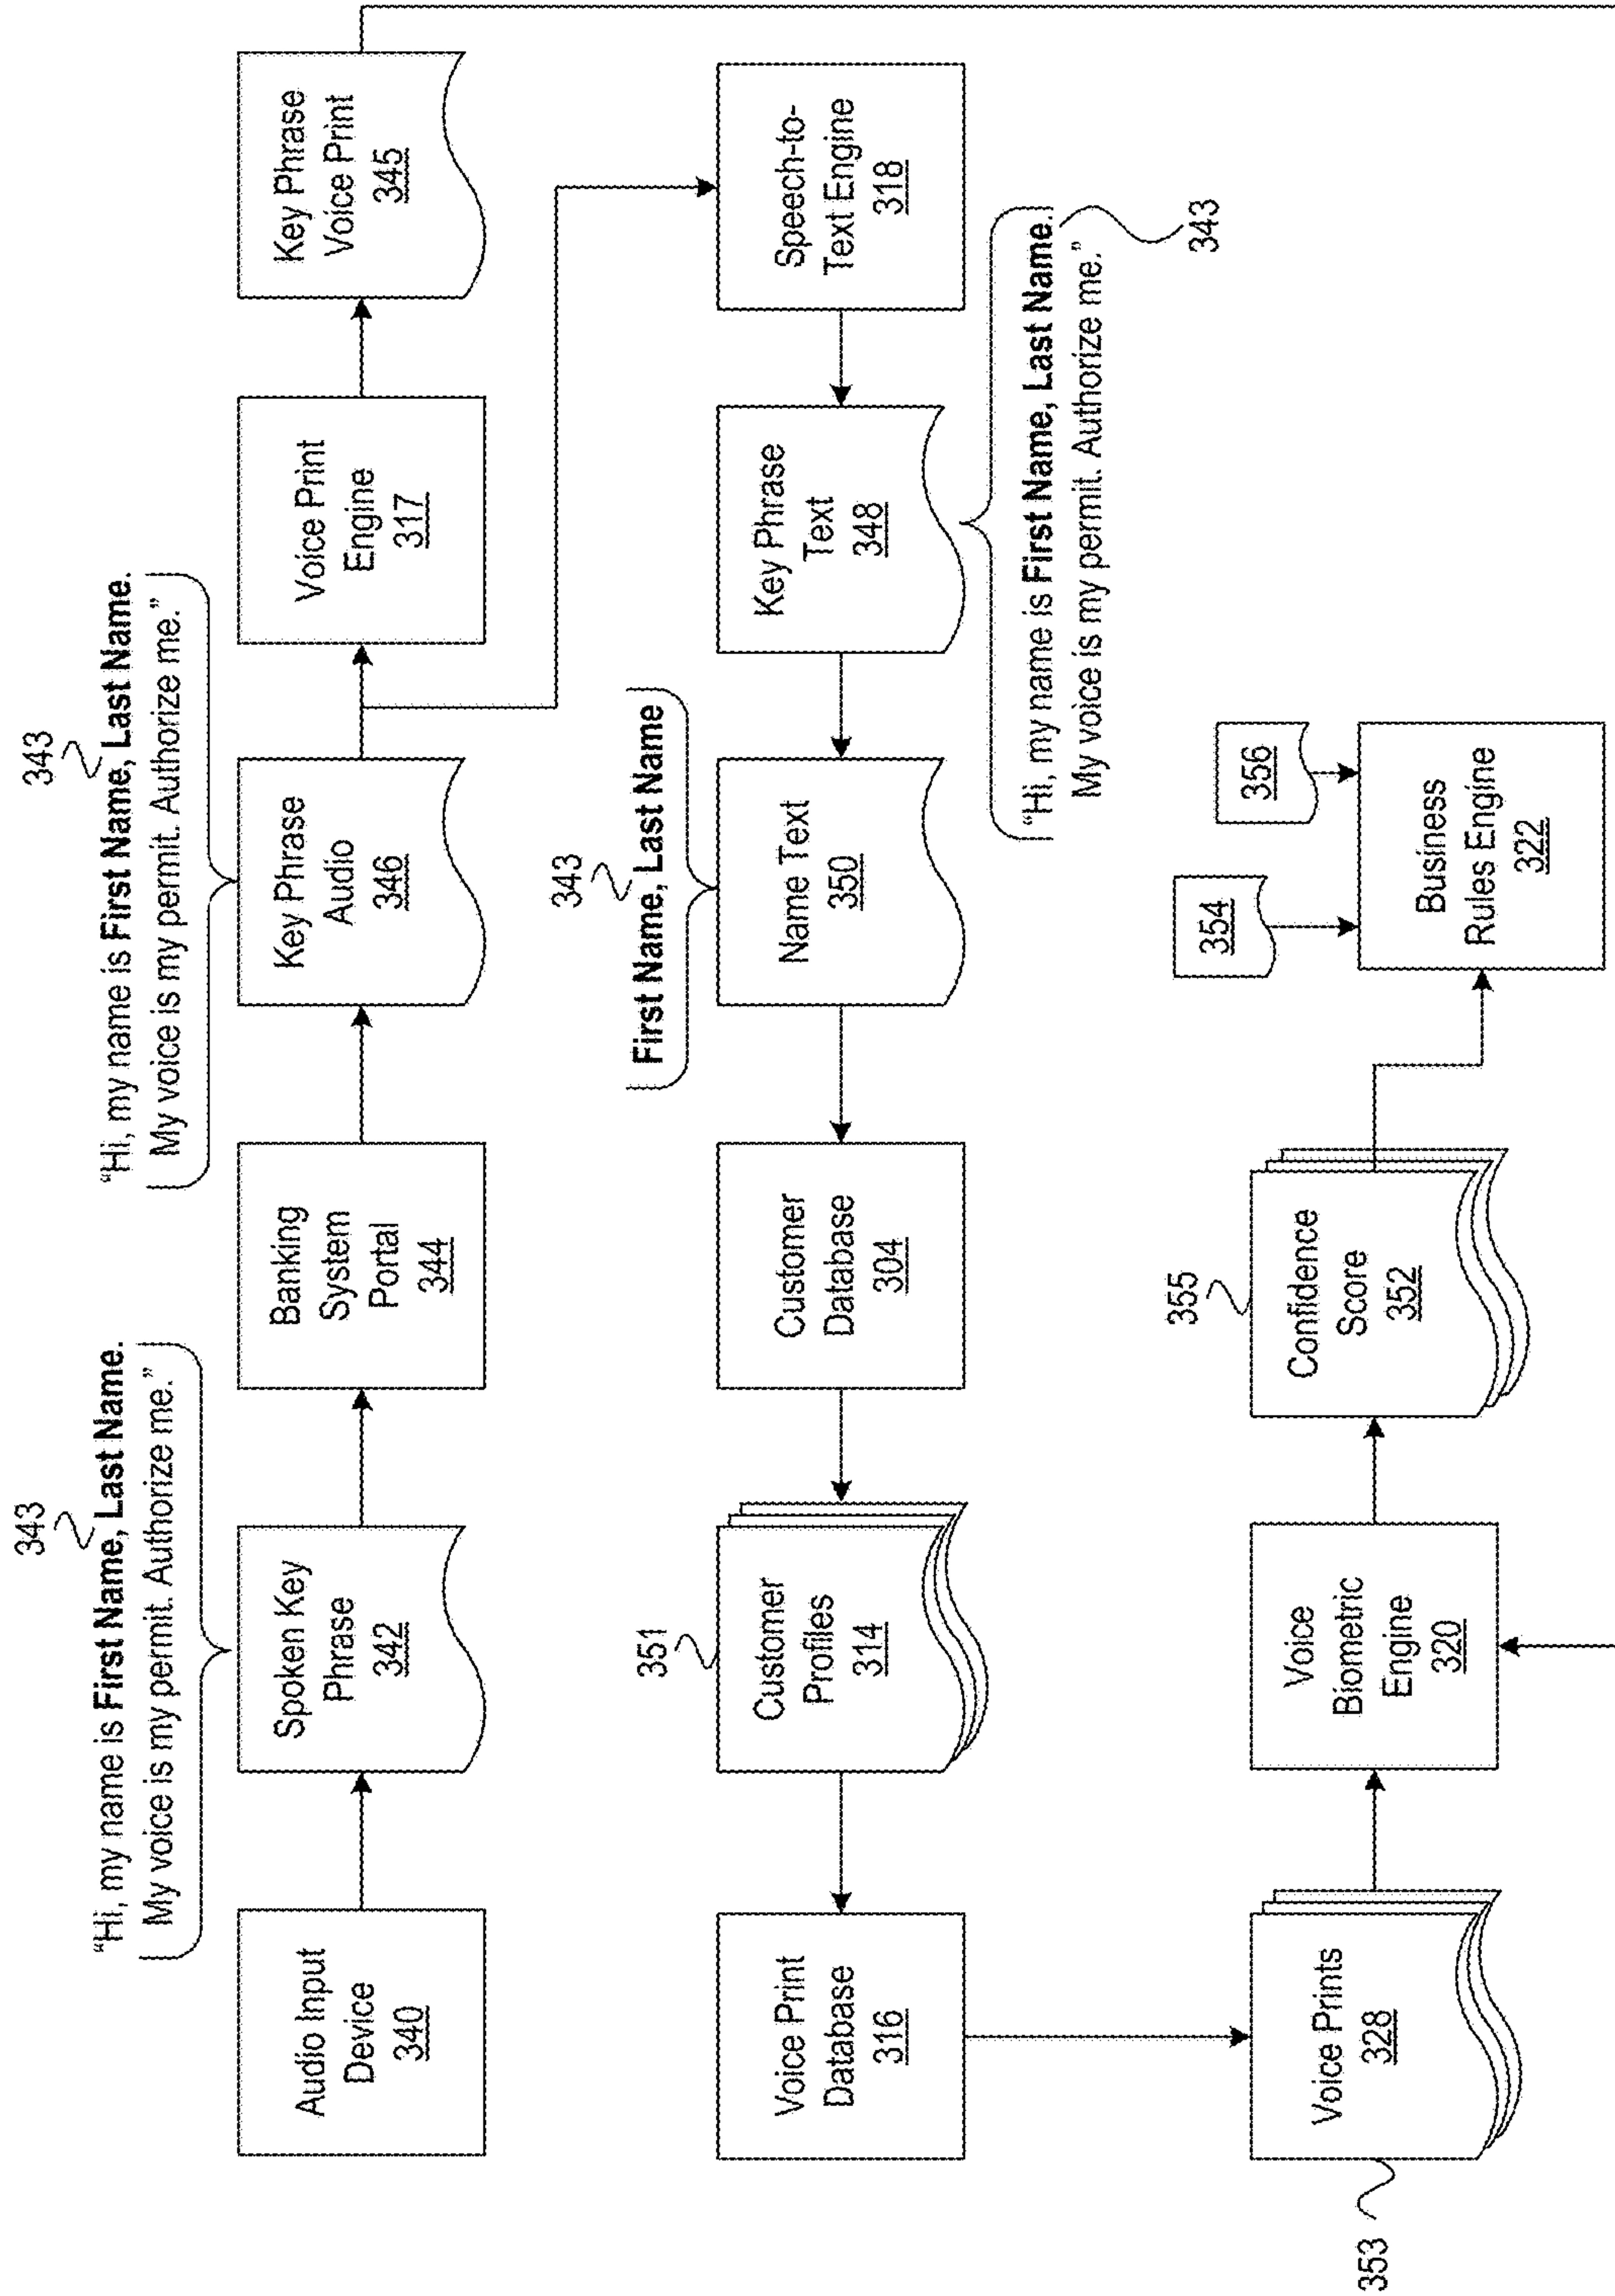 343
“Hi, my name is First Name, Last Name.
My voice is my permit. Authorize me.”
343
“Hi, my name is First Name, Last Name.
My voice is my permit. Authorize me.”
Audio Input
Device
340
Spoken Key
Phrase
342
Banking
System
Portal
344
Key Phrase
Audio
346
Voice Print
Engine
317
Key Phrase
Voice Print
345
351
343
First Name, Last Name
Voice Print
Database
316
Customer
Profiles
314
Customer
Database
304
Name Text
350
Key Phrase
Text
348
Speech-to-
Text Engine
318
“Hi, my name is First Name, Last Name.
My voice is my permit. Authorize me.”
343
353
Voice Prints
328
Voice
Biometric
Engine
320
355
Confidence
Score
352
354
356
Business
Rules Engine
322